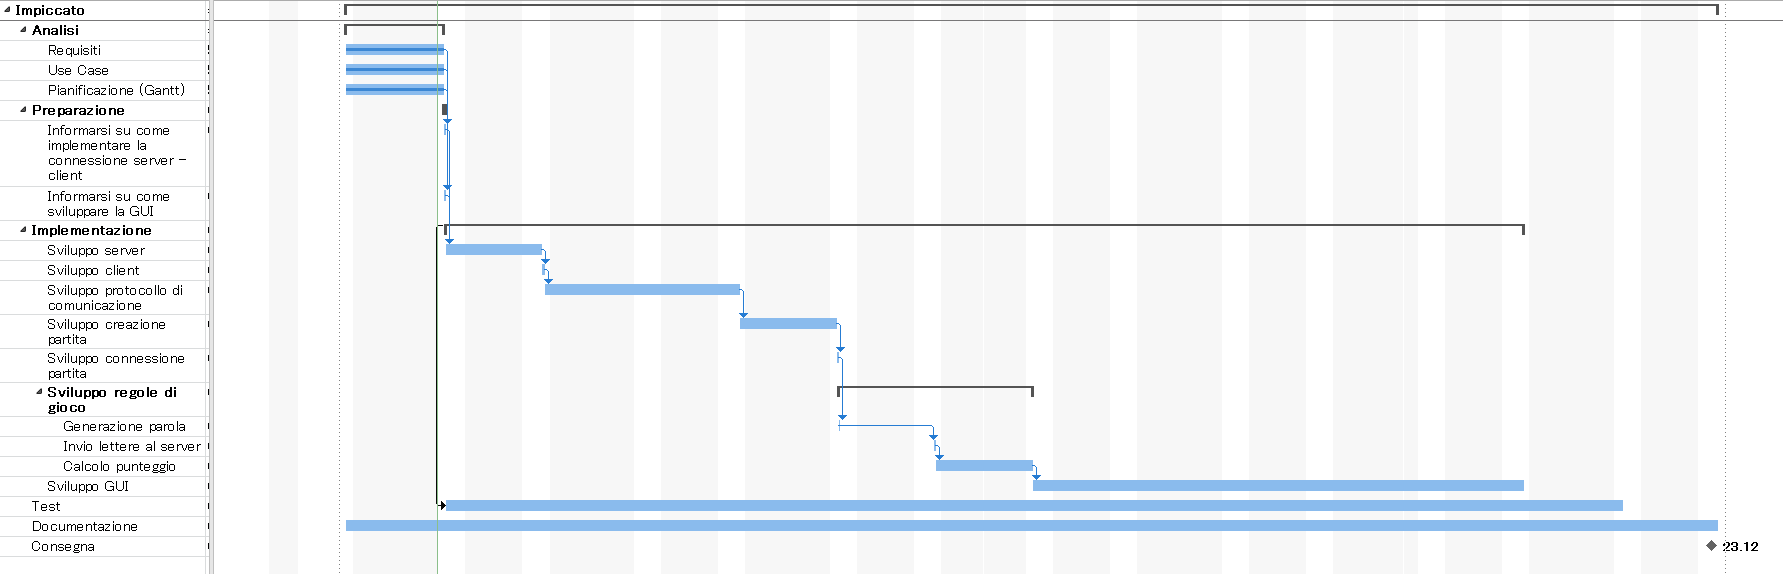 Impiccato
Analisi
Requisiti
Use Case
Pianificazione (Gantt)
Preparazione
Informarsi su come
implementare la
connessione server -
client
Informarsi su come
sviluppare la GUI
Implementazione
Sviluppo server
Sviluppo client
Sviluppo protocollo di
comunicazione
Sviluppo creazione
partita
Sviluppo connessione
partita
Sviluppo regole di
gioco
Generazione parola
Invio lettere al server
Calcolo punteggio
Sviluppo GUI
Test
Documentazione
Consegna
23.12